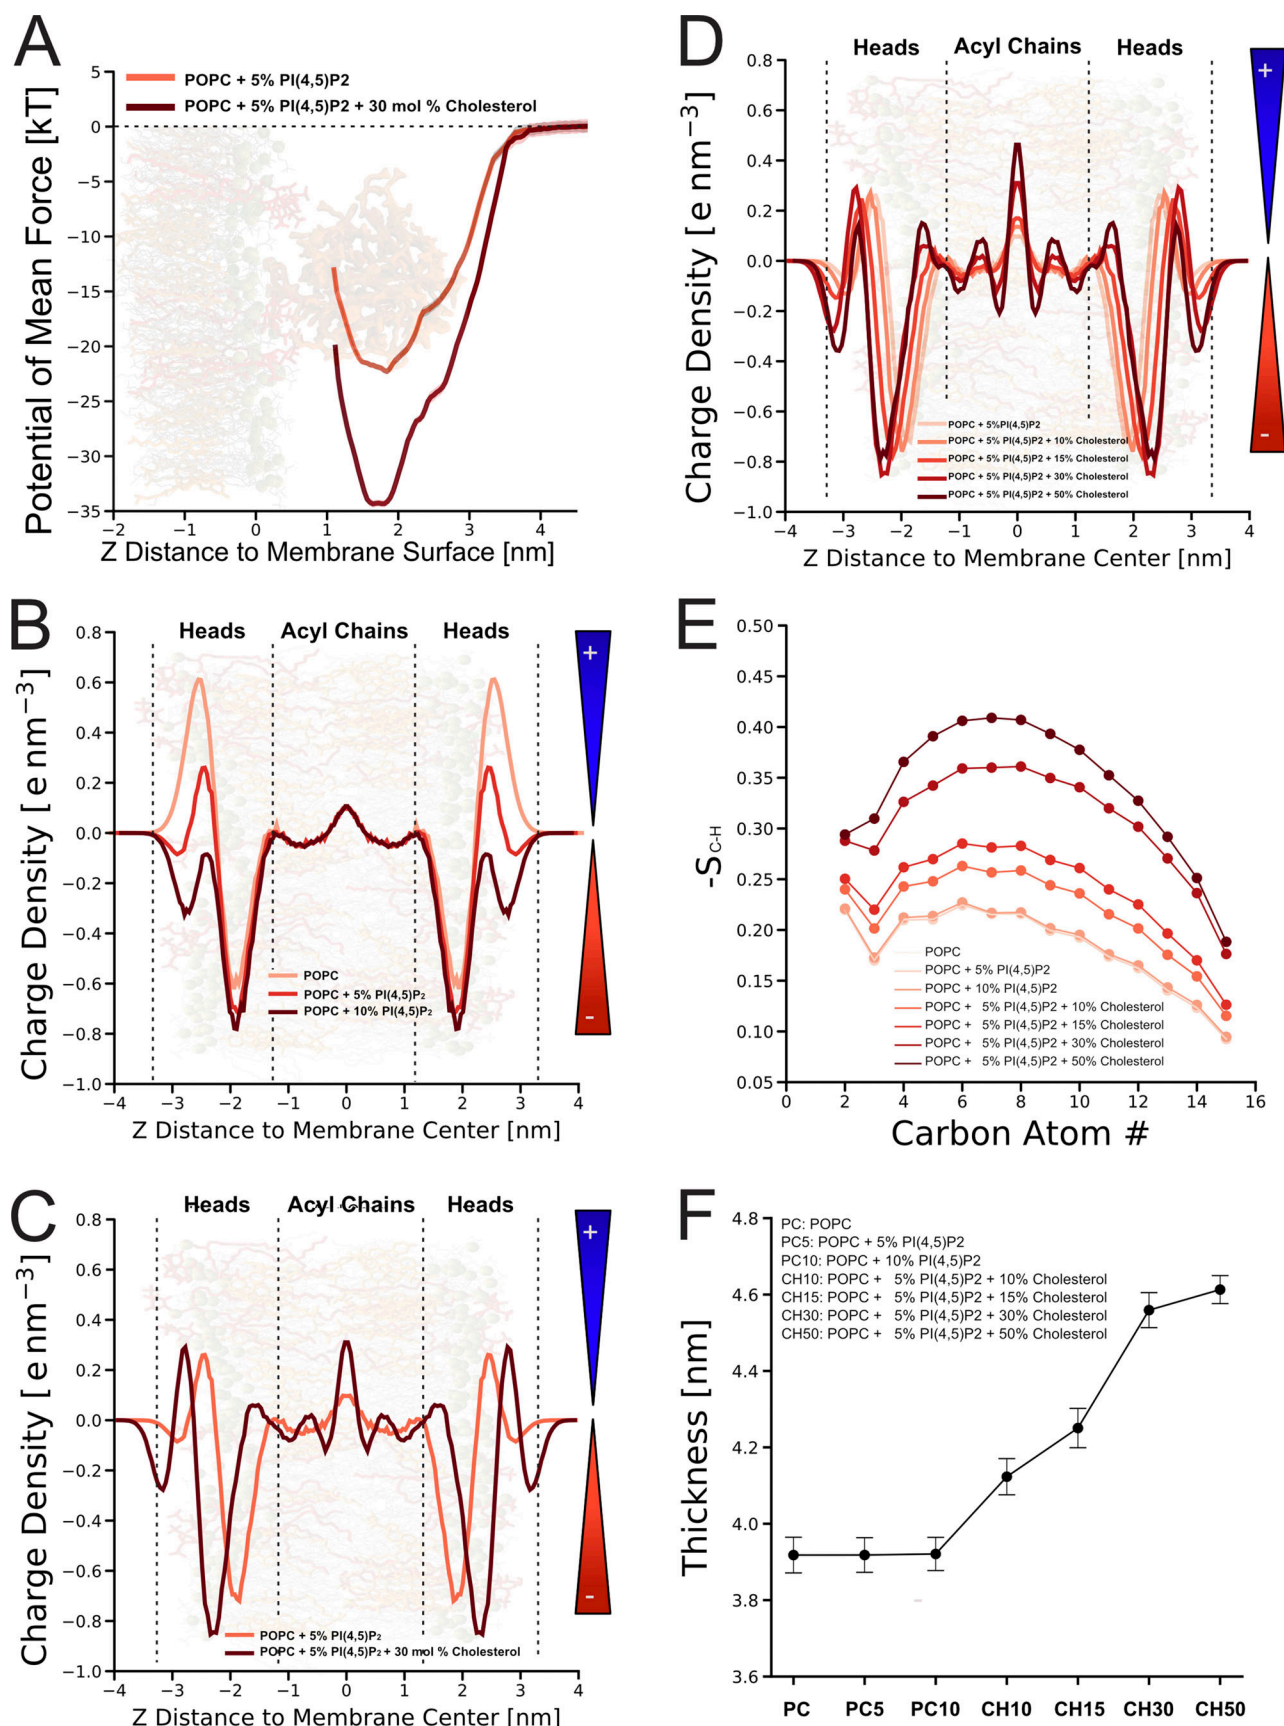 A
POPC + 5% PI(4,5)P2
POPC + 5% PI(4,5)P2 + 30 mol % Cholesterol
Potential of Mean Force [kT]
5
0
−5
−10
−15
−20
−25
−30
−35
−2
−1
0
1
2
3
4
Z Distance to Membrane Surface [nm]
B
Heads
Acyl Chains
Heads
Charge Density [e nm−3]
0.8
0.6
0.4
0.2
0.0
−0.2
−0.4
−0.6
−0.8
−1.0
POPC
POPC + 5% PI(4,5)P2
POPC + 10% PI(4,5)P2
+
-
−4
−3
−2
−1
0
1
2
3
4
Z Distance to Membrane Center [nm]
C
Heads
Acyl Chains
Heads
Charge Density [e nm−3]
0.8
0.6
0.4
0.2
0.0
−0.2
−0.4
−0.6
−0.8
−1.0
POPC + 5% PI(4,5)P2
POPC + 5% PI(4,5)P2 + 30 mol % Cholesterol
+
-
−4
−3
−2
−1
0
1
2
3
4
Z Distance to Membrane Center [nm]
D
Heads
Acyl Chains
Heads
Charge Density [e nm−3]
0.8
0.6
0.4
0.2
0.0
−0.2
−0.4
−0.6
−0.8
−1.0
POPC + 5%PI(4,5)P2
POPC + 5% PI(4,5)P2 + 10% Cholesterol
POPC + 5% PI(4,5)P2 + 15% Cholesterol
POPC + 5% PI(4,5)P2 + 30% Cholesterol
POPC + 5% PI(4,5)P2 + 50% Cholesterol
+
-
−4
−3
−2
−1
0
1
2
3
4
Z Distance to Membrane Center [nm]
E
-SC-H
0.50
0.45
0.40
0.35
0.30
0.25
0.20
0.15
0.10
0.05
POPC
POPC + 5% PI(4,5)P2
POPC + 10% PI(4,5)P2
POPC + 5% PI(4,5)P2 + 10% Cholesterol
POPC + 5% PI(4,5)P2 + 15% Cholesterol
POPC + 5% PI(4,5)P2 + 30% Cholesterol
POPC + 5% PI(4,5)P2 + 50% Cholesterol
0
2
4
6
8
10
12
14
16
Carbon Atom #
F
PC: POPC
PC5: POPC + 5% PI(4,5)P2
PC10: POPC + 10% PI(4,5)P2
CH10: POPC + 5% PI(4,5)P2 + 10% Cholesterol
CH15: POPC + 5% PI(4,5)P2 + 15% Cholesterol
CH30: POPC + 5% PI(4,5)P2 + 30% Cholesterol
CH50: POPC + 5% PI(4,5)P2 + 50% Cholesterol
Thickness [nm]
4.8
4.6
4.4
4.2
4.0
3.8
3.6
PC
PC5
PC10
CH10
CH15
CH30
CH50